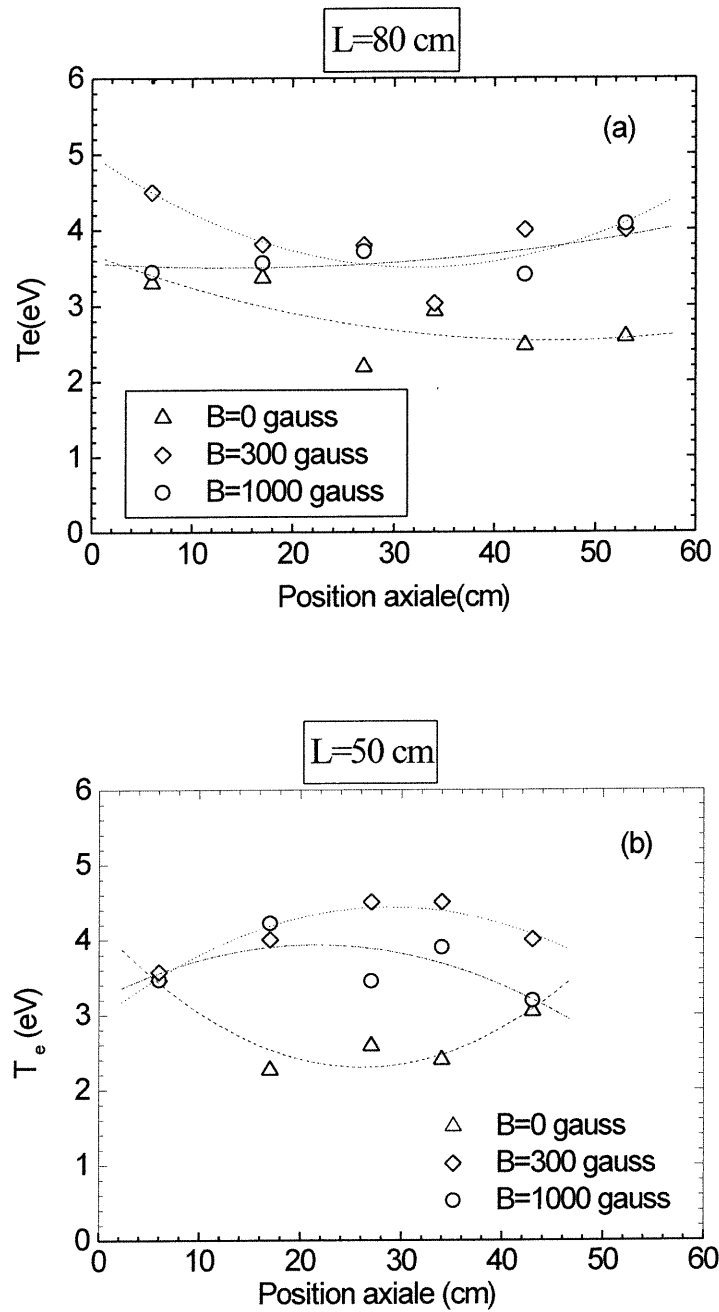 L=80 cm
(a)
6
5
4
3
2
1
0
Te(eV)
B=0 gauss
B=300 gauss
B=1000 gauss
0 10 20 30 40 50 60
Position axiale(cm)
L=50 cm
(b)
6
5
4
3
2
1
0
Te (eV)
B=0 gauss
B=300 gauss
B=1000 gauss
0 10 20 30 40 50 60
Position axiale (cm)